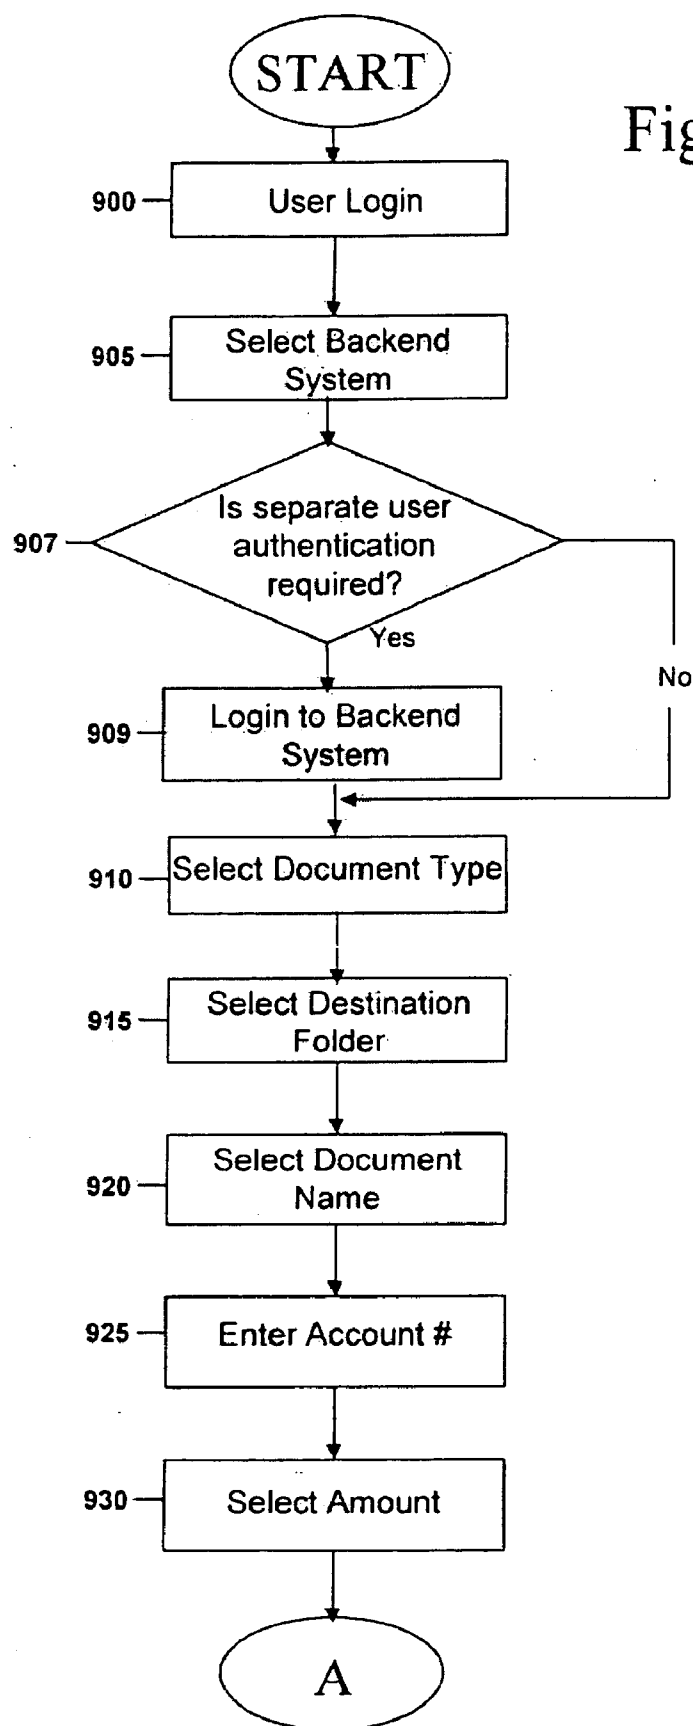 START
Fig
900
User Login
905
Select Backend
System
907
Is separate user
authentication
required?
Yes
No
909
Login to Backend
System
910
Select Document Type
915
Select Destination
Folder
920
Select Document
Name
925
Enter Account #
930
Select Amount
A